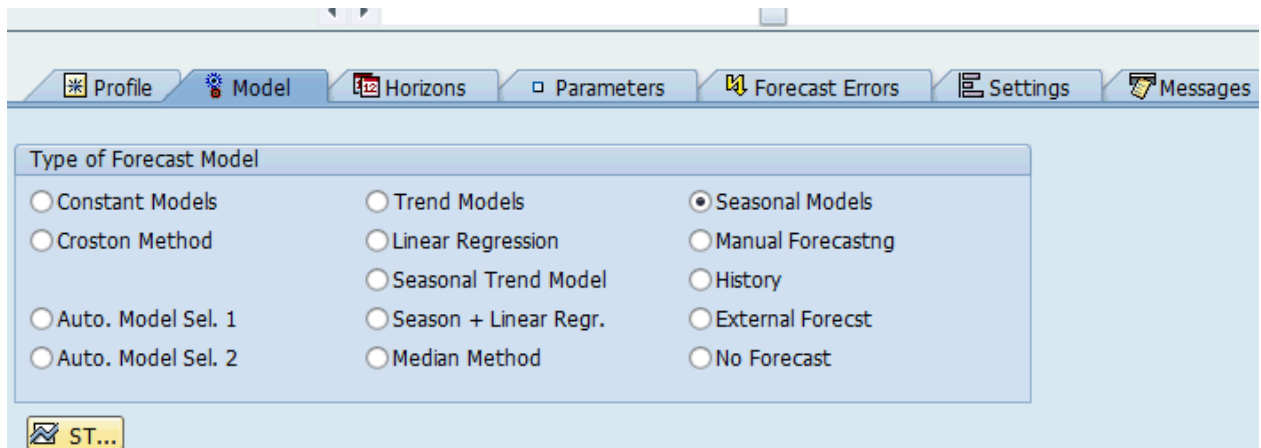 Profile Model Horizons Parameters Forecast Errors Settings Messages
Type of Forecast Model
Constant Models Trend Models Seasonal Models
Croston Method Linear Regression Manual Forecastng
Seasonal Trend Model History
Auto. Model Sel. 1 Season + Linear Regr. External Forecst
Auto. Model Sel. 2 Median Method No Forecast
ST...